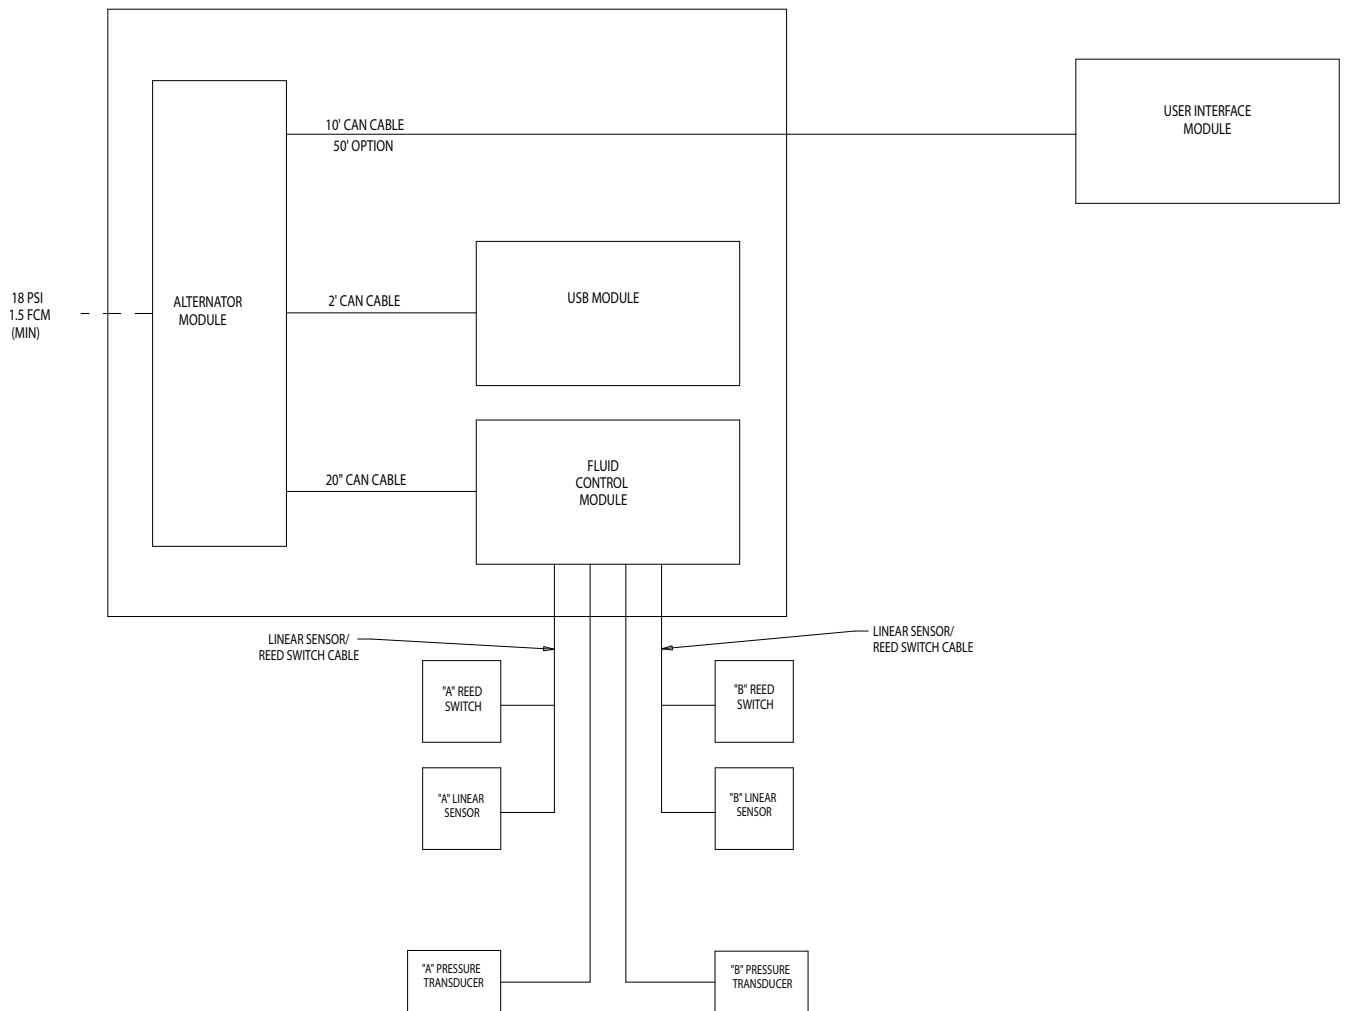 10' CAN CABLE
50' OPTION
USER INTERFACE
MODULE
18 PSI
1.5 FCM
(MIN)
ALTERNATOR
MODULE
2' CAN CABLE
USB MODULE
20" CAN CABLE
FLUID
CONTROL
MODULE
LINEAR SENSOR/
REED SWITCH CABLE
LINEAR SENSOR/
REED SWITCH CABLE
"A" REED
SWITCH
"B" REED
SWITCH
"A" LINEAR
SENSOR
"B" LINEAR
SENSOR
"A" PRESSURE
TRANSDUCER
"B" PRESSURE
TRANSDUCER